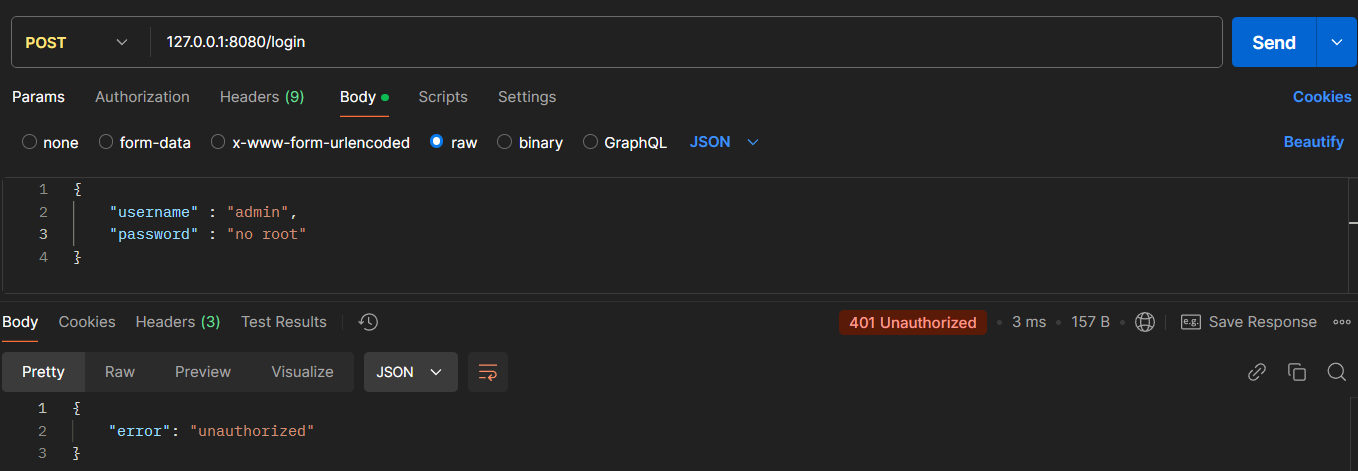 POST 127.0.0.1:8080/login Send
Params Authorization Headers (9) Body Scripts Settings Cookies
none form-data x-www-form-urlencoded raw binary GraphQL JSON Beautify
1 {
2 "username" : "admin",
3 "password" : "no root"
4 }
Body Cookies Headers (3) Test Results 401 Unauthorized 3 ms 157 B e.g. Save Response
Pretty Raw Preview Visualize JSON
1 {
2 "error": "unauthorized"
3 }